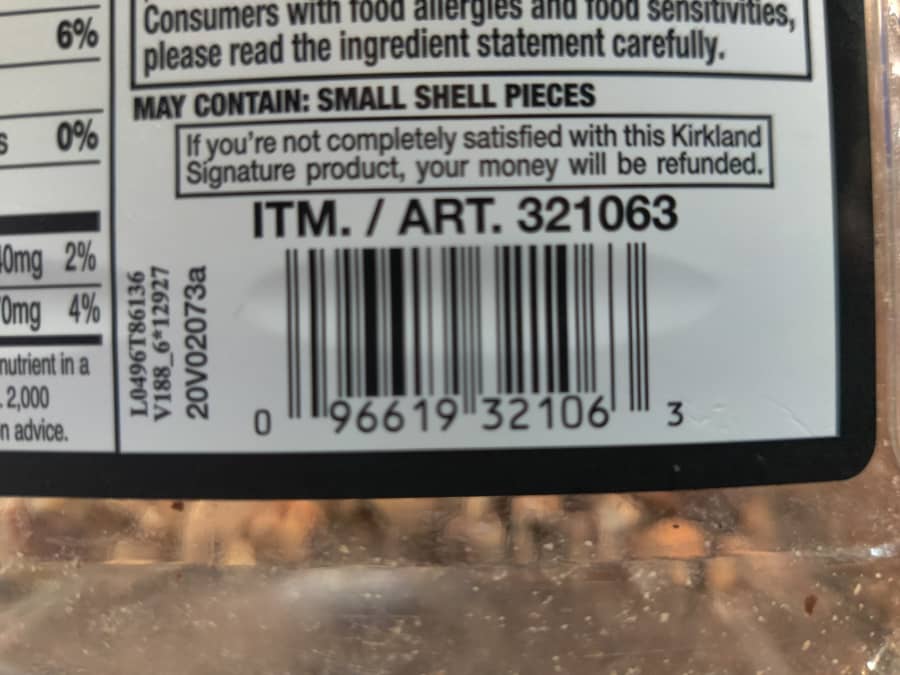 6%
s 0%
0mg 2%
0mg 4%
nutrient in a
2,000
n advice.
Consumers with food allergies and food sensitivities,
please read the ingredient statement carefully.
MAY CONTAIN: SMALL SHELL PIECES
If you're not completely satisfied with this Kirkland
Signature product, your money will be refunded.
ITM. / ART. 321063
L0496T86136
V188_6*12927
20V02073a
0 96619 32106 3